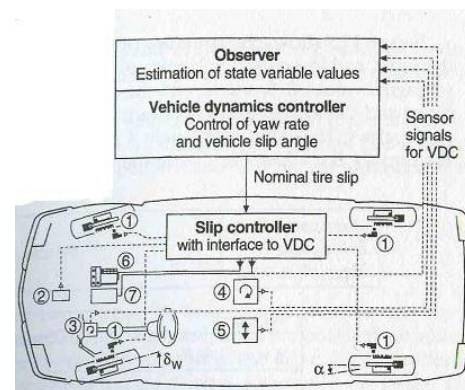 Observer
Estimation of state variable values
Vehicle dynamics controller
Control of yaw rate
and vehicle slip angle
Sensor
signals
for VDC
Nominal tire slip
Slip controller
with interface to VDC
①
①
⑥
②
⑦
④
③
①
⑤
①
δW
α